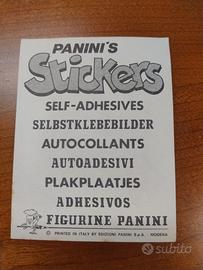 PANINI'S
Stickers
SELF-ADHESIVES
SELBSTKLEBEBILDER
AUTOCOLLANTS
AUTOADESIVI
PLAKPLAATJES
ADHESIVOS
FIGURINE PANINI
© PRINTED IN ITALY BY EDIZIONI PANINI S.p.A. MODENA
subito